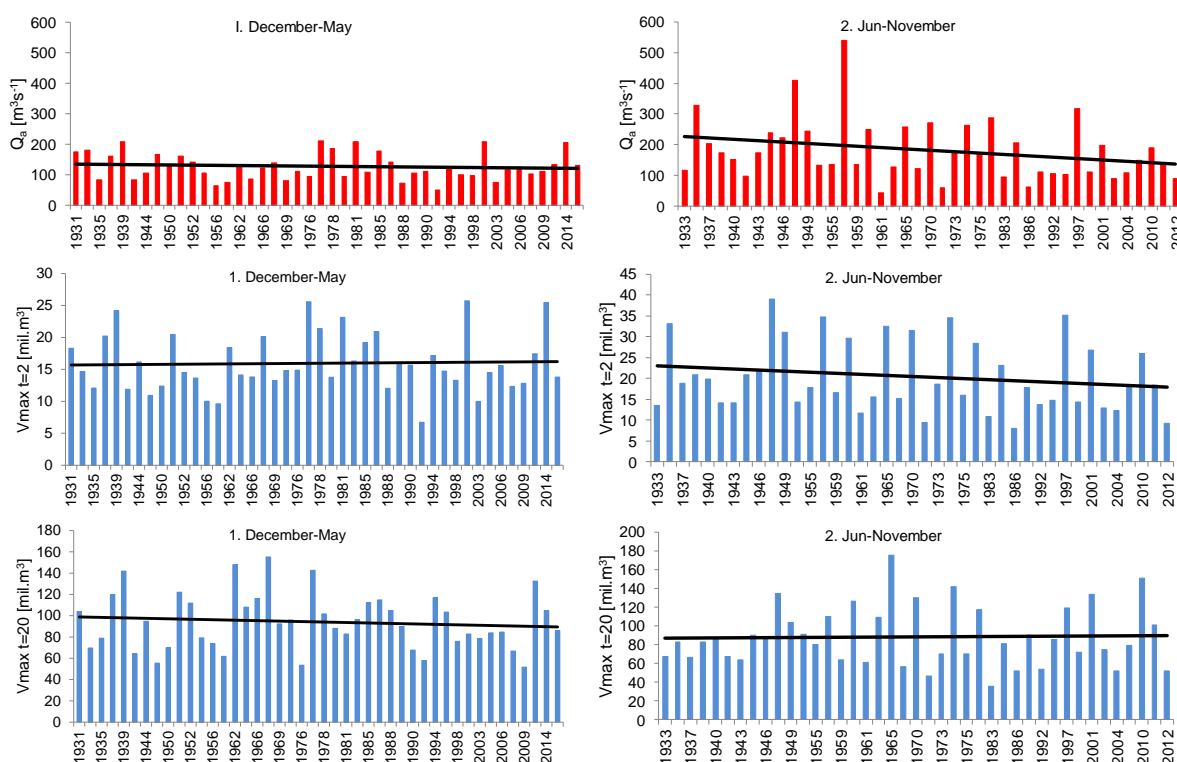 I. December-May
Qₐ [m³s⁻¹]
600
500
400
300
200
100
0
1931 1935 1939 1944 1950 1952 1956 1962 1966 1969 1976 1978 1981 1985 1988 1990 1994 1998 2003 2006 2009 2014
2. Jun-November
Qₐ [m³s⁻¹]
600
500
400
300
200
100
0
1933 1937 1940 1943 1946 1949 1955 1959 1961 1965 1970 1973 1975 1983 1986 1992 1997 2001 2004 2010 2012
1. December-May
Vmax t=2 [mil.m³]
30
25
20
15
10
5
0
1931 1935 1939 1944 1950 1952 1956 1962 1966 1969 1976 1978 1981 1985 1988 1990 1994 1998 2003 2006 2009 2014
2. Jun-November
Vmax t=2 [mil.m³]
45
40
35
30
25
20
15
10
5
0
1933 1937 1940 1943 1946 1949 1955 1959 1961 1965 1970 1973 1975 1983 1986 1992 1997 2001 2004 2010 2012
1. December-May
Vmax t=20 [mil.m³]
180
160
140
120
100
80
60
40
20
0
1931 1935 1939 1944 1950 1952 1956 1962 1966 1969 1976 1978 1981 1985 1988 1990 1994 1998 2003 2006 2009 2014
2. Jun-November
Vmax t=20 [mil.m³]
200
180
160
140
120
100
80
60
40
20
0
1933 1937 1940 1943 1946 1949 1955 1959 1961 1965 1970 1973 1975 1983 1986 1992 1997 2001 2004 2010 2012